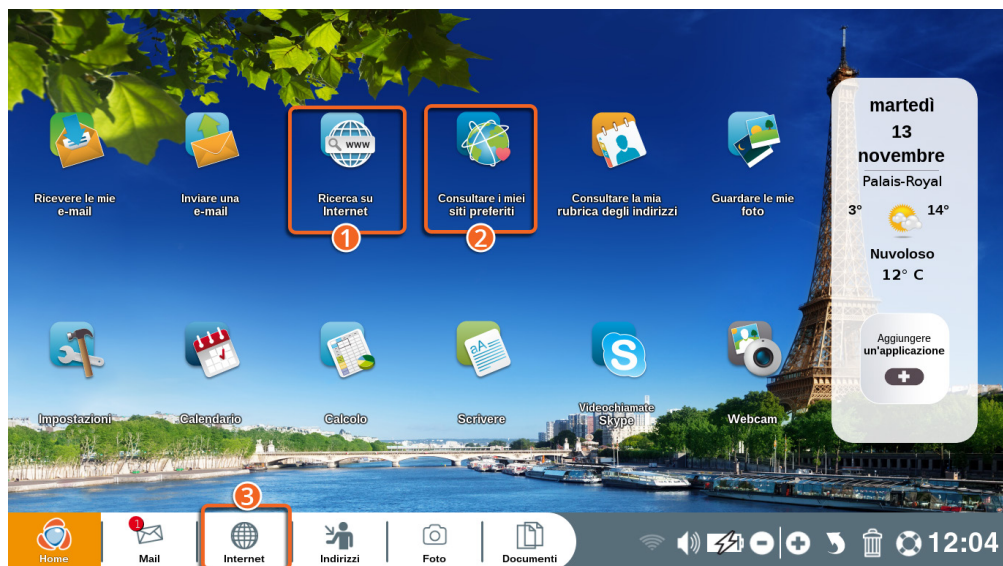 Ricevere le mie
e-mail
Inviare una
e-mail
www
Ricerca su
Internet
1
Consultare i miei
siti preferiti
2
Consultare la mia
rubrica degli indirizzi
Guardare le mie
foto
martedì
13
novembre
Palais-Royal
3° 14°
Nuvoloso
12° C
Aggiungere
un'applicazione
Impostazioni
Calendario
Calcolo
aA
Scrivere
S
Videochiamate
Skype
Webcam
3
Home
1
Mail
Internet
Indirizzi
Foto
Documenti
12:04